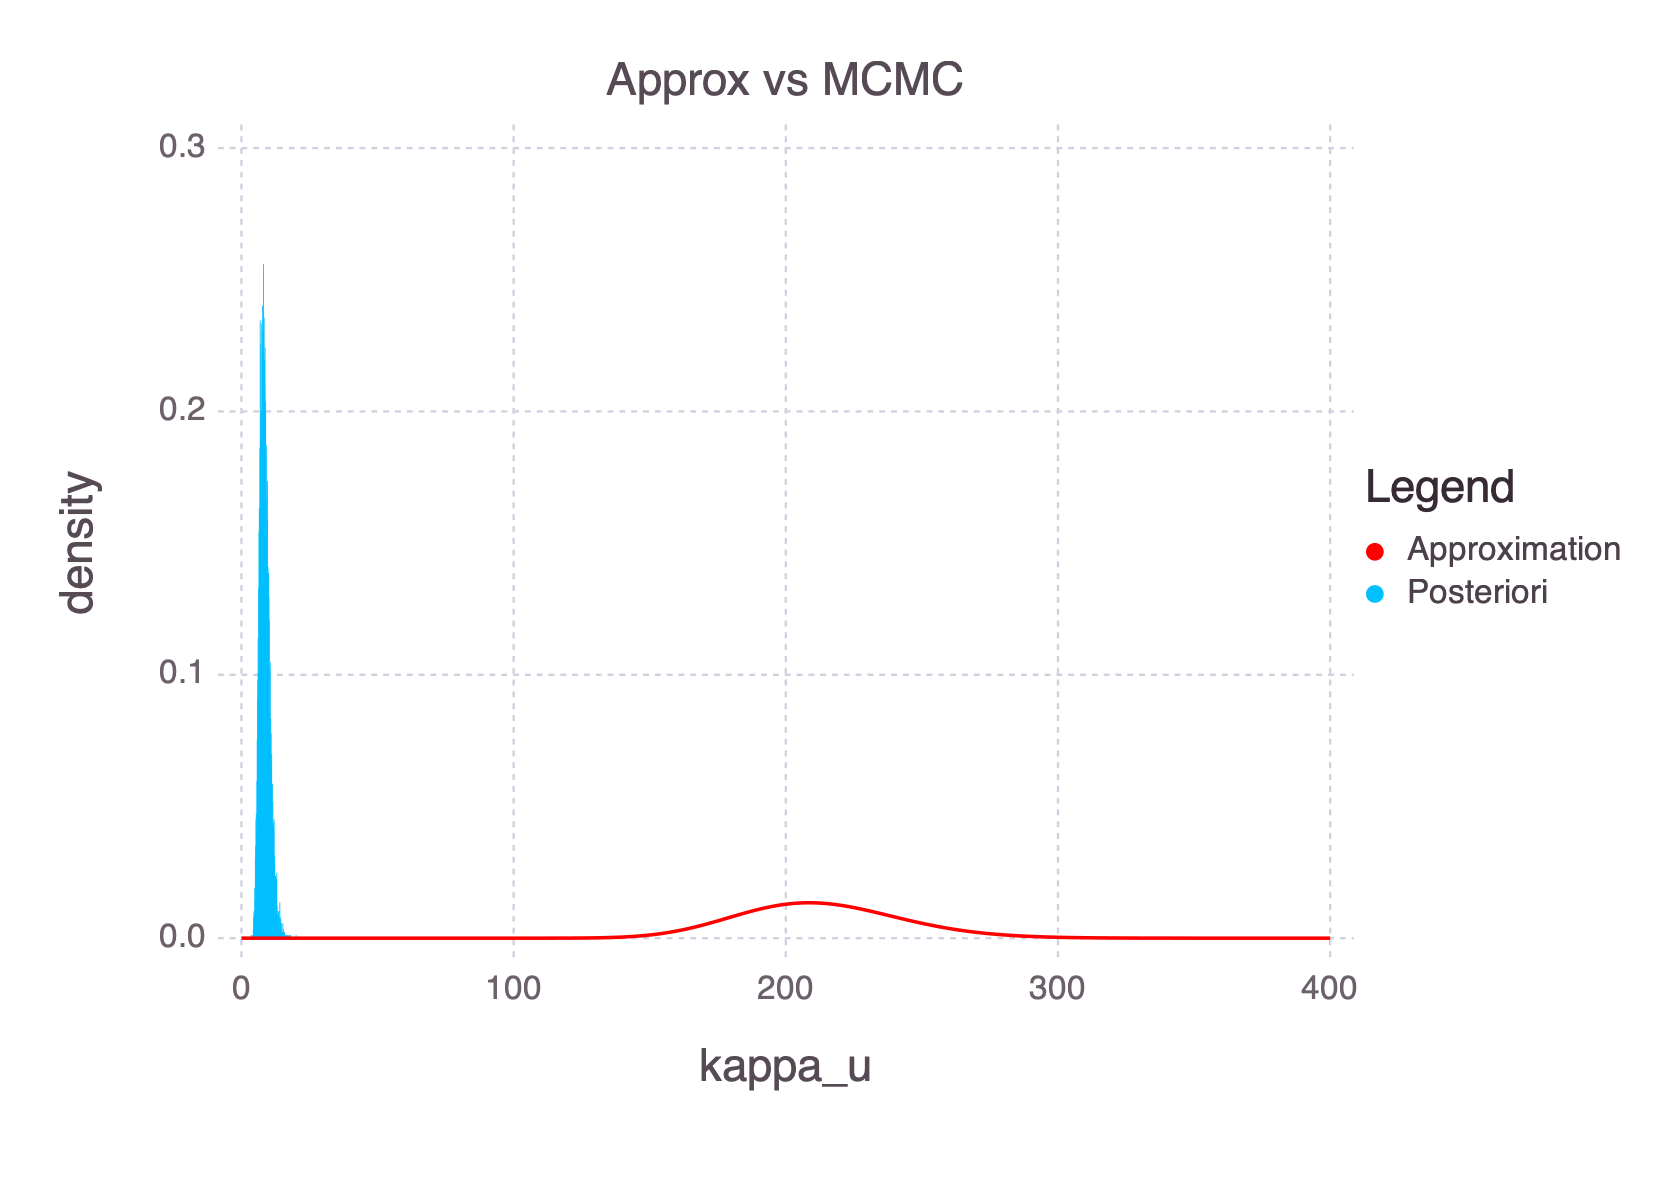 Approx vs MCMC
0.3
0.2
0.1
0.0
density
0 100 200 300 400
kappa_u
Legend
Approximation
Posteriori